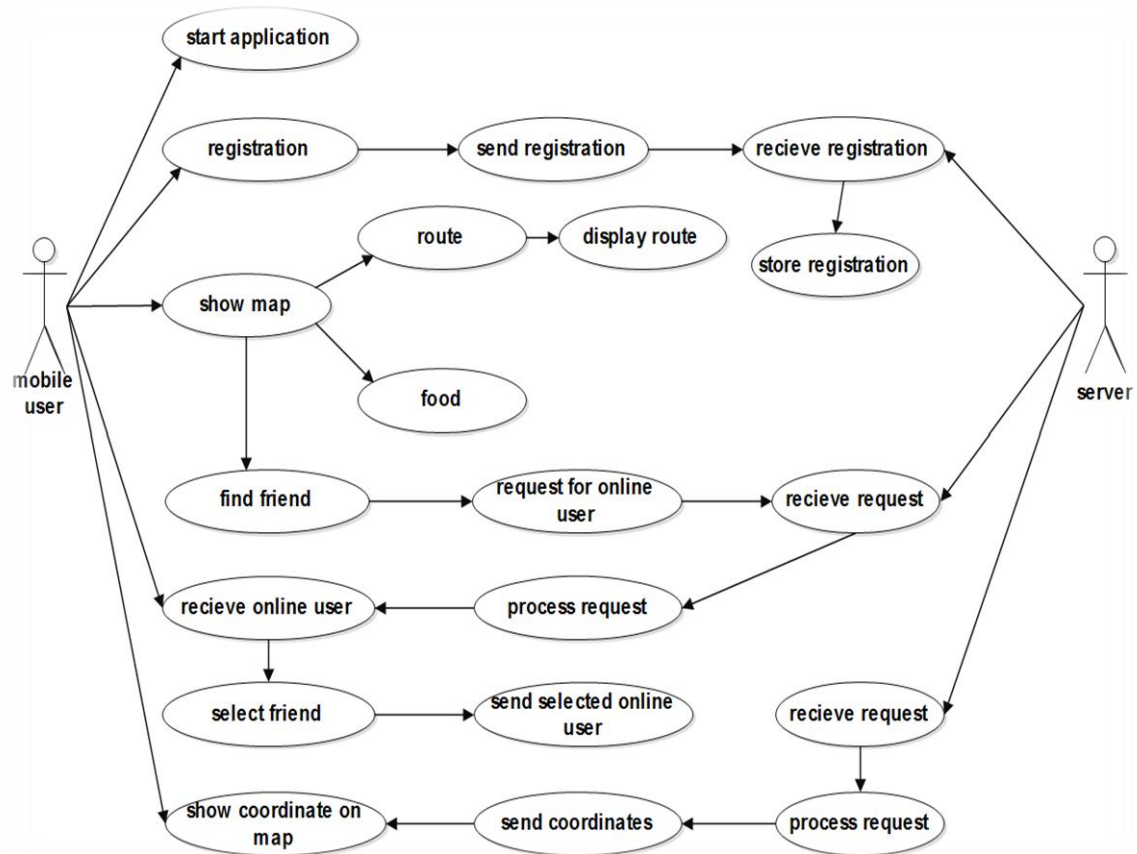 start application
registration
send registration
recieve registration
route
display route
store registration
show map
mobile
user
server
food
find friend
request for online
user
recieve request
recieve online user
process request
select friend
send selected online
user
recieve request
show coordinate on
map
send coordinates
process request